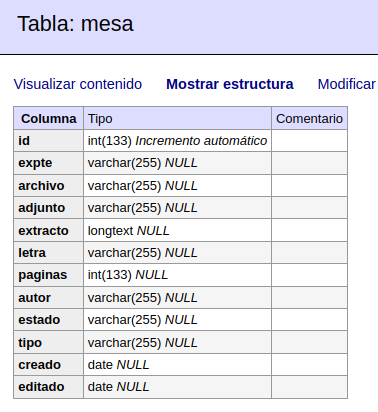 Tabla: mesa
Visualizar contenido Mostrar estructura Modificar
Columna Tipo Comentario
id int(133) Incremento automático
expte varchar(255) NULL
archivo varchar(255) NULL
adjunto varchar(255) NULL
extracto longtext NULL
letra varchar(255) NULL
paginas int(133) NULL
autor varchar(255) NULL
estado varchar(255) NULL
tipo varchar(255) NULL
creado date NULL
editado date NULL